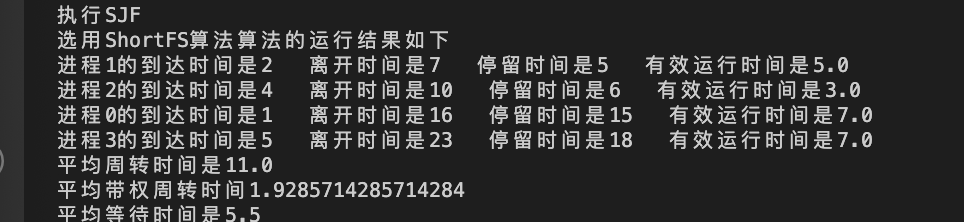 执行SJF
选用ShortFS算法算法的运行结果如下
进程1的到达时间是2 离开时间是7 停留时间是5 有效运行时间是5.0
进程2的到达时间是4 离开时间是10 停留时间是6 有效运行时间是3.0
进程0的到达时间是1 离开时间是16 停留时间是15 有效运行时间是7.0
进程3的到达时间是5 离开时间是23 停留时间是18 有效运行时间是7.0
平均周转时间是11.0
平均带权周转时间1.9285714285714284
平均等待时间是5.5